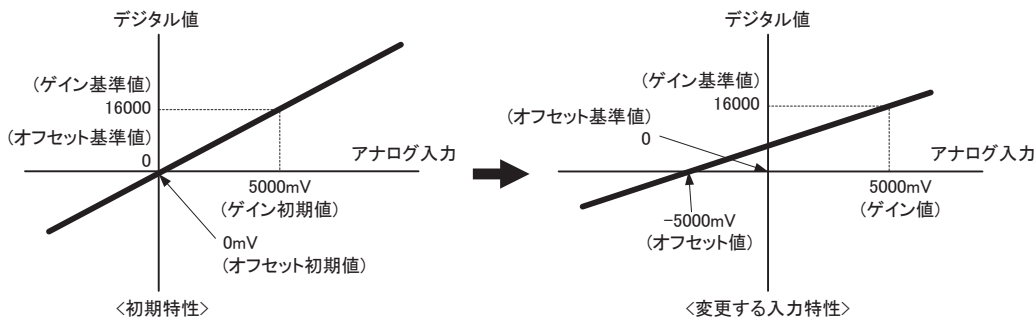 デジタル値
(ゲイン基準値)
16000
(オフセット基準値)
0
アナログ入力
5000mV
(ゲイン初期値)
0mV
(オフセット初期値)
<初期特性>
デジタル値
(ゲイン基準値)
16000
(オフセット基準値)
0
アナログ入力
5000mV
(ゲイン値)
-5000mV
(オフセット値)
<変更する入力特性>